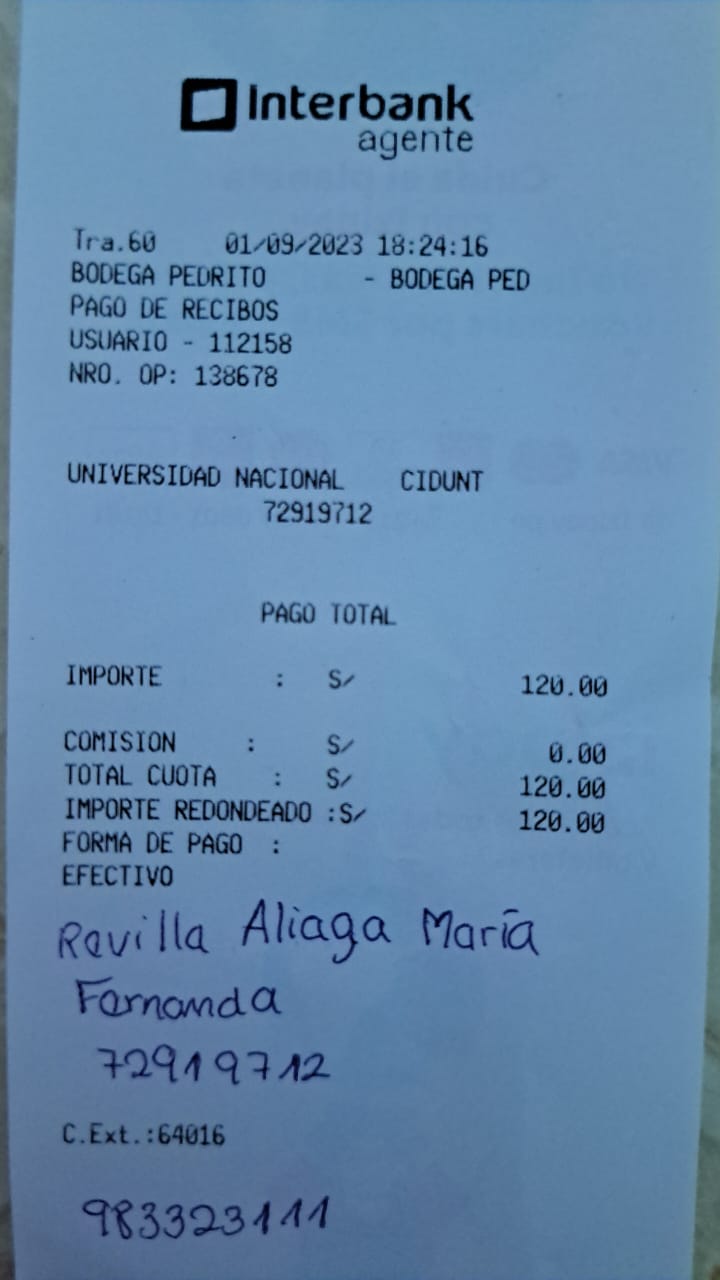 Interbank
agente
Tra.60 01/09/2023 18:24:16
BODEGA PEDRITO - BODEGA PED
PAGO DE RECIBOS
USUARIO - 112158
NRO. OP: 138678
UNIVERSIDAD NACIONAL CIDUNT
72919712
PAGO TOTAL
IMPORTE : S/ 120.00
COMISION : S/ 0.00
TOTAL CUOTA : S/ 120.00
IMPORTE REDONDEADO :S/ 120.00
FORMA DE PAGO :
EFECTIVO
Revilla Aliaga María
Fernanda
72919712
C.Ext.:64016
983323111